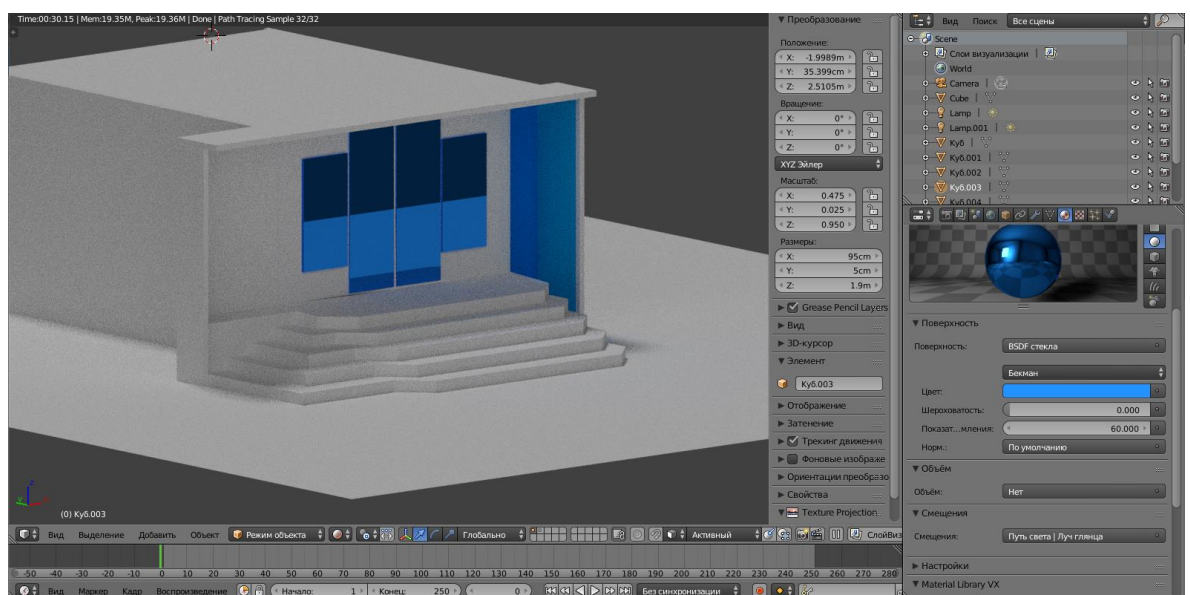 Time:00:30.15 | Mem:19.35M, Peak:19.36M | Done | Path Tracing Sample 32/32
(0) Куб.003
Вид Выделение Добавить Объект Режим объекта Глобально Активный СлойВиз
-50 -40 -30 -20 -10 0 10 20 30 40 50 60 70 80 90 100 110 120 130 140 150 160 170 180 190 200 210 220 230 240 250 260 270 280
Вид Маркер Кадр Воспроизведение Начало: 1 Конец: 250 0 Без синхронизации
Преобразование
Положение:
X: -1.9989m
Y: 35.399cm
Z: 2.5105m
Вращение:
X: 0°
Y: 0°
Z: 0°
XYZ Эйлер
Масштаб:
X: 0.475
Y: 0.025
Z: 0.950
Размеры:
X: 95cm
Y: 5cm
Z: 1.9m
Grease Pencil Layers
Вид
3D-курсор
Элемент
Куб.003
Отображение
Затенение
Трекинг движения
Фоновые изображе
Ориентации преобразо
Свойства
Texture Projection
Вид Поиск Все сцены
Scene
Слои визуализации
World
Camera
Cube
Lamp
Lamp.001
Куб
Куб.001
Куб.002
Куб.003
Куб.004
Поверхность
Поверхность: BSDF стекла
Бекман
Цвет:
Шероховатость: 0.000
Показат...мления: 60.000
Норм.: По умолчанию
Объём
Объём: Нет
Смещения
Смещения: Путь света | Луч глянца
Настройки
Material Library VX